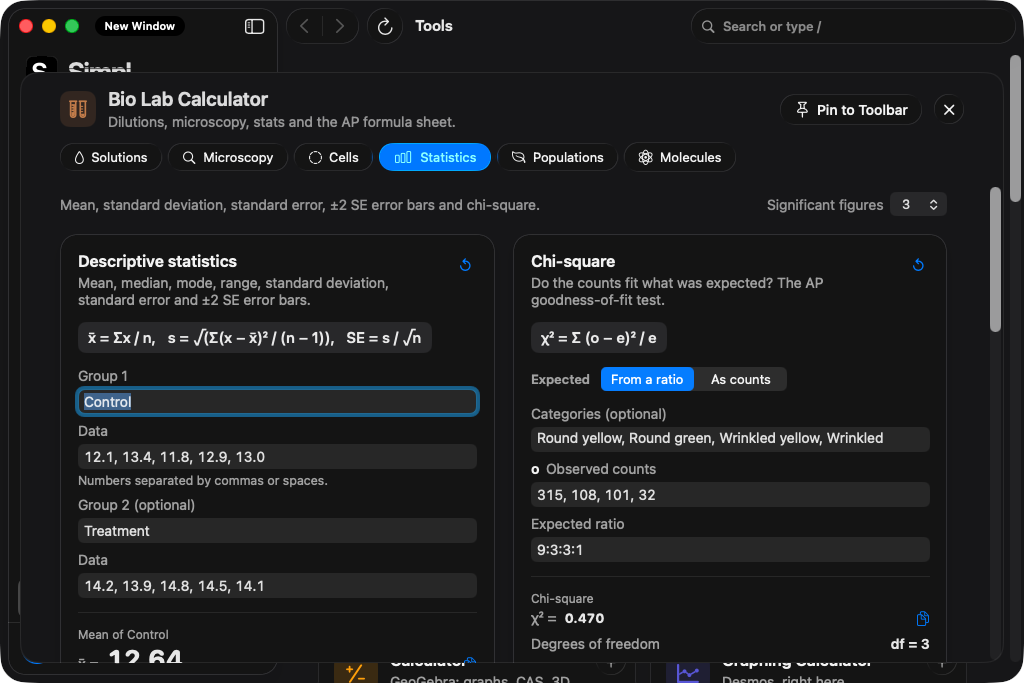 New Window
Tools
Search or type /
Simpl
Bio Lab Calculator
Dilutions, microscopy, stats and the AP formula sheet.
Pin to Toolbar
Solutions
Microscopy
Cells
Statistics
Populations
Molecules
Mean, standard deviation, standard error, ±2 SE error bars and chi-square.
Significant figures 3
Descriptive statistics
Mean, median, mode, range, standard deviation,
standard error and ±2 SE error bars.
x̄ = Σx / n, s = √(Σ(x − x̄)² / (n − 1)), SE = s / √n
Group 1
Control
Data
12.1, 13.4, 11.8, 12.9, 13.0
Numbers separated by commas or spaces.
Group 2 (optional)
Treatment
Data
14.2, 13.9, 14.8, 14.5, 14.1
Mean of Control
x̄ = 12.64
Chi-square
Do the counts fit what was expected? The AP
goodness-of-fit test.
χ² = Σ (o − e)² / e
Expected From a ratio As counts
Categories (optional)
Round yellow, Round green, Wrinkled yellow, Wrinkled
o Observed counts
315, 108, 101, 32
Expected ratio
9:3:3:1
Chi-square
χ² = 0.470
Degrees of freedom df = 3
Calculator
GeoGebra: graphs, CAS, 3D
Graphing Calculator
Desmos, right here